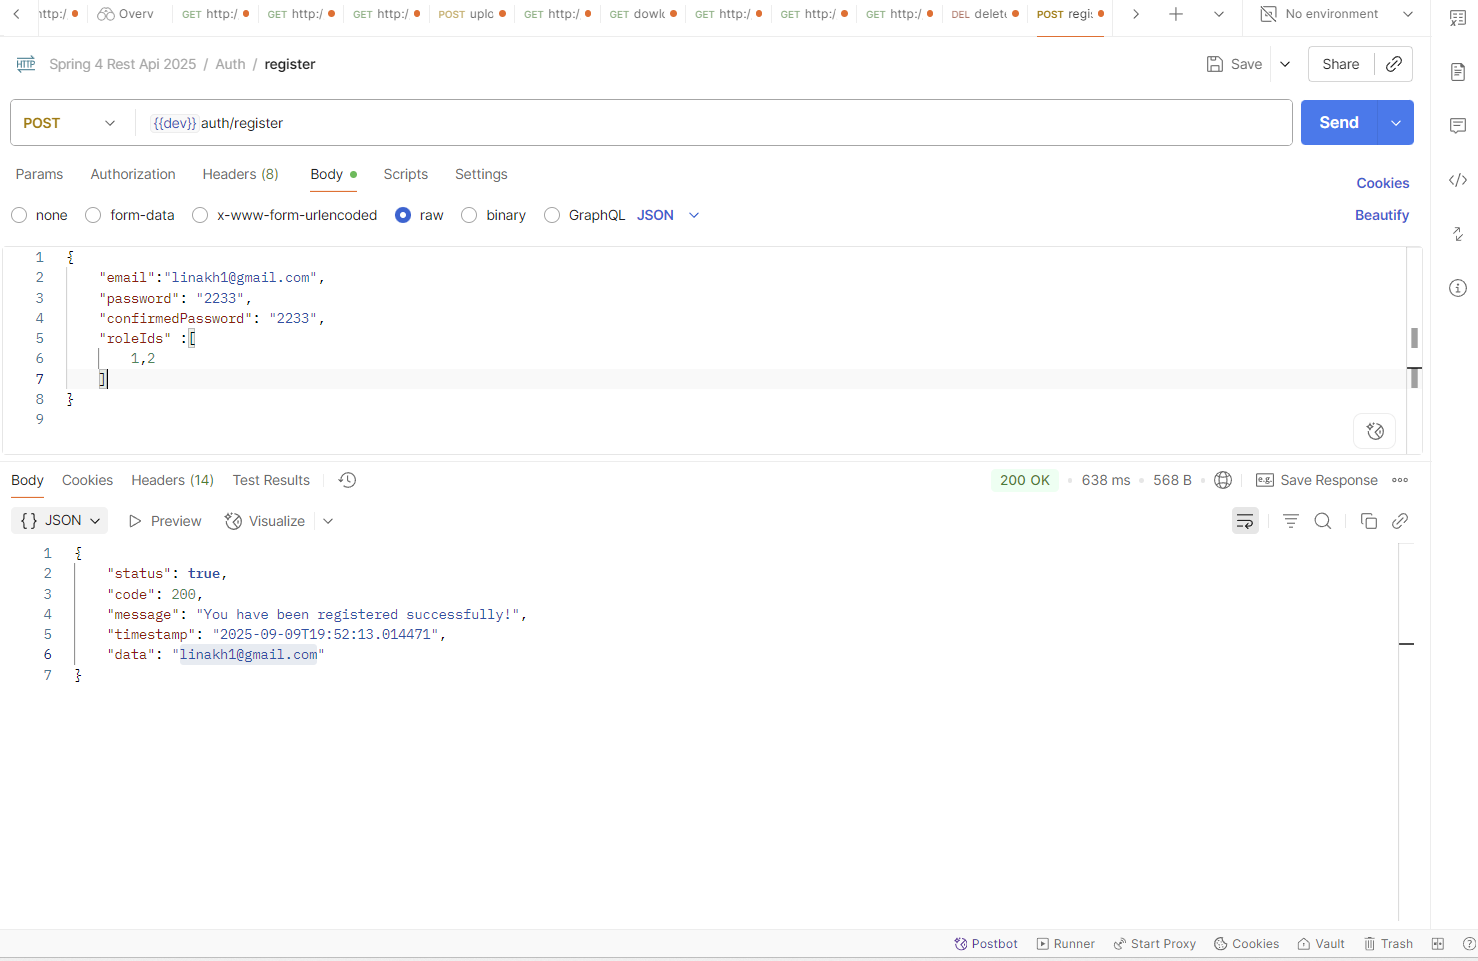 http:/ Overv GET http:/ GET http:/ GET http:/ POST uplo GET http:/ GET dowlo GET http:/ GET http:/ GET http:/ DEL delete POST regi: No environment
HTTP Spring 4 Rest Api 2025 / Auth / register Save Share
POST {{dev}} auth/register Send
Params Authorization Headers (8) Body Scripts Settings Cookies
none form-data x-www-form-urlencoded raw binary GraphQL JSON Beautify
1 {
2 "email":"linakh1@gmail.com",
3 "password": "2233",
4 "confirmedPassword": "2233",
5 "roleIds" :[
6 1,2
7 ]
8 }
9
Body Cookies Headers (14) Test Results 200 OK • 638 ms • 568 B e.g. Save Response
{} JSON Preview Visualize
1 {
2 "status": true,
3 "code": 200,
4 "message": "You have been registered successfully!",
5 "timestamp": "2025-09-09T19:52:13.014471",
6 "data": "linakh1@gmail.com"
7 }
Postbot Runner Start Proxy Cookies Vault Trash